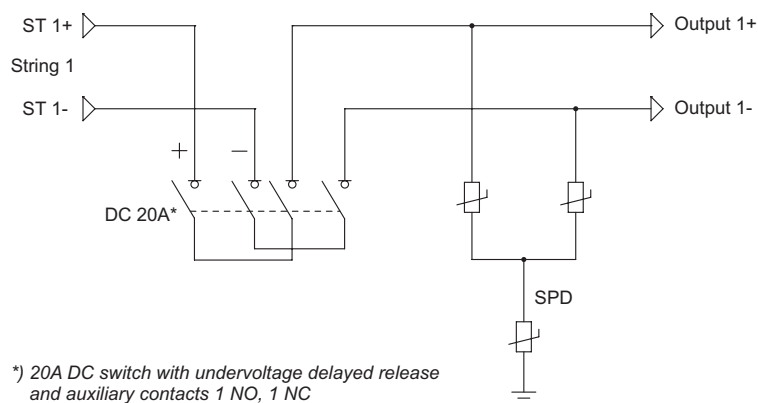 ST 1+
Output 1+
String 1
ST 1-
Output 1-
+ −
DC 20A*
SPD
*) 20A DC switch with undervoltage delayed release
and auxiliary contacts 1 NO, 1 NC